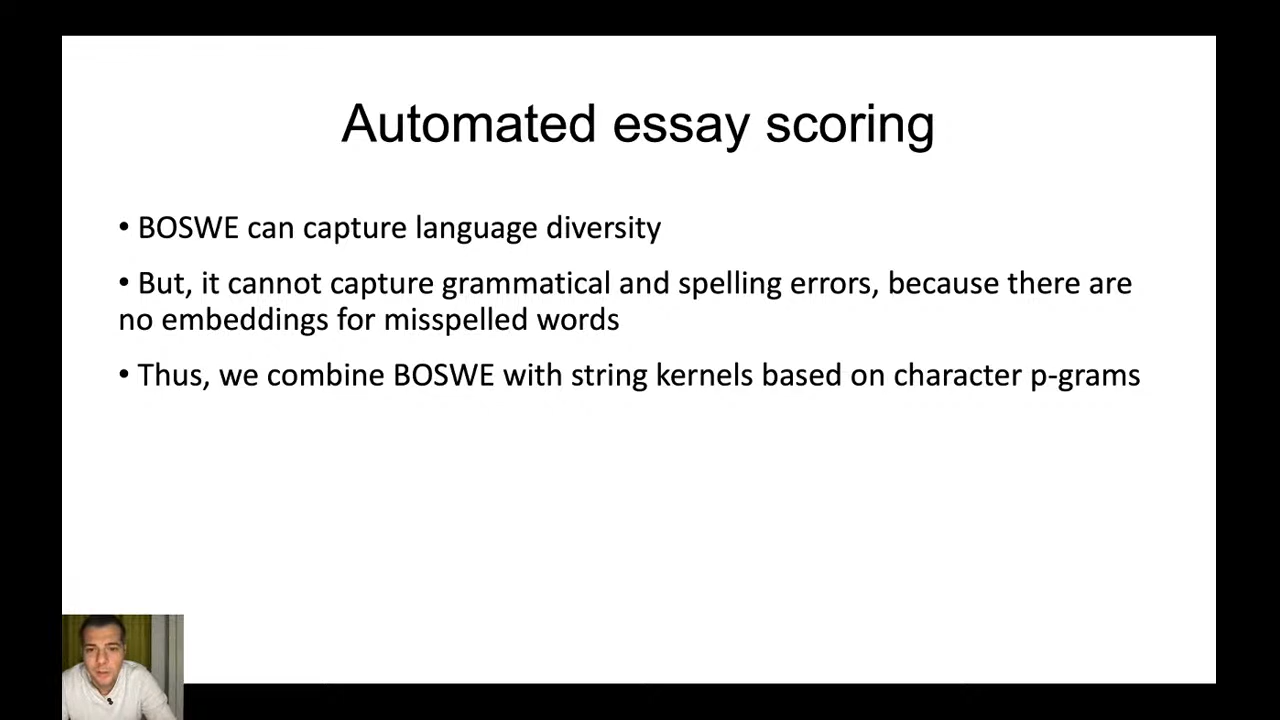 Automated essay scoring
• BOSWE can capture language diversity
• But, it cannot capture grammatical and spelling errors, because there are
no embeddings for misspelled words
• Thus, we combine BOSWE with string kernels based on character p-grams